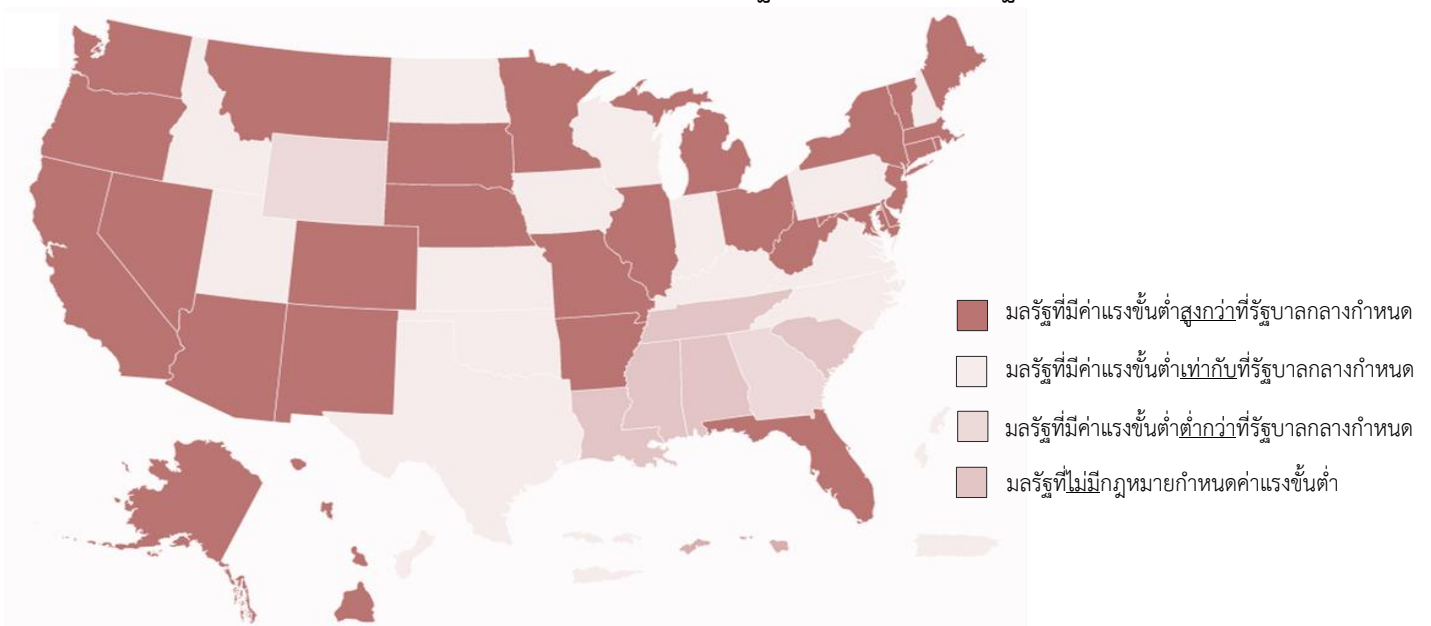 มลรัฐที่มีค่าแรงขั้นต่ำสูงกว่าที่รัฐบาลกลางกำหนด
มลรัฐที่มีค่าแรงขั้นต่ำเท่ากับที่รัฐบาลกลางกำหนด
มลรัฐที่มีค่าแรงขั้นต่ำต่ำกว่าที่รัฐบาลกลางกำหนด
มลรัฐที่ไม่มีกฎหมายกำหนดค่าแรงขั้นต่ำ